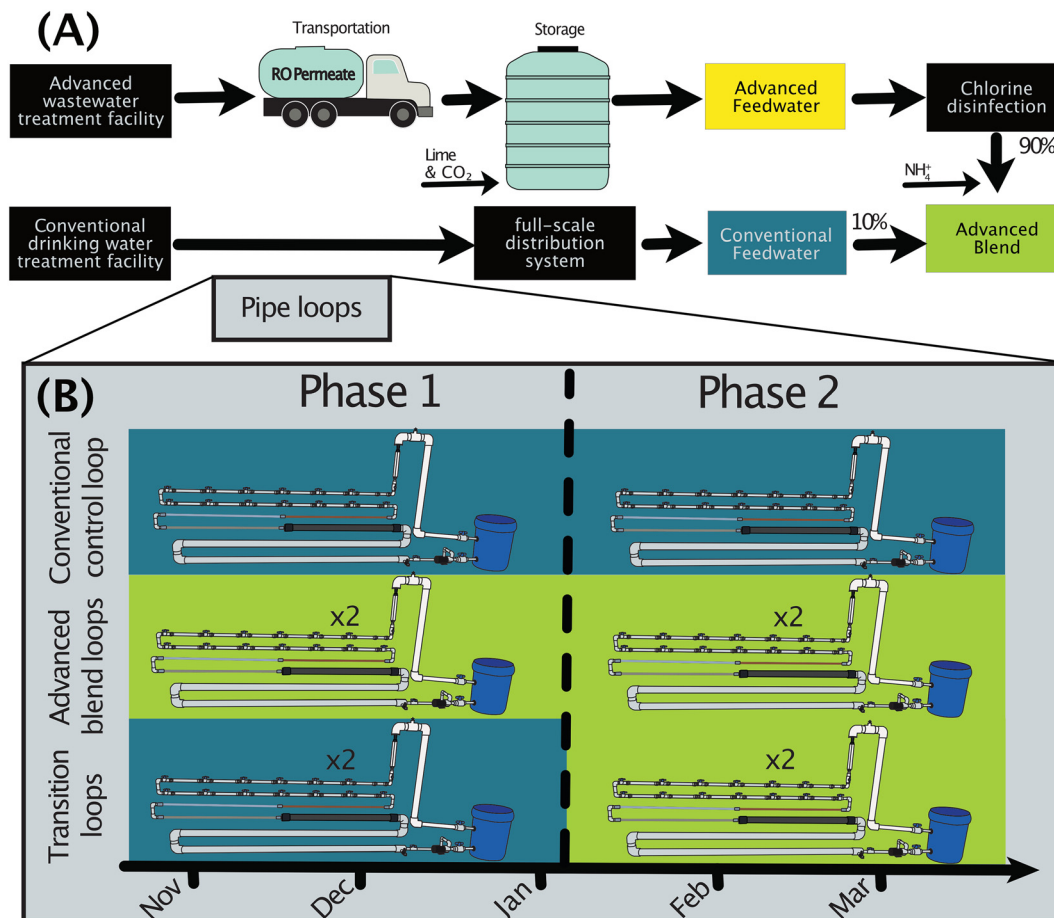 (A)
Transportation
Storage
Advanced
wastewater
treatment facility
RO Permeate
Advanced
Feedwater
Chlorine
disinfection
90%
Lime
& CO₂
NH₄⁺
Conventional
drinking water
treatment facility
full-scale
distribution
system
Conventional
Feedwater
10%
Advanced
Blend
Pipe loops
(B)
Phase 1
Phase 2
Conventional
control loop
Advanced
blend loops
x2
x2
Transition
loops
x2
x2
Nov
Dec
Jan
Feb
Mar